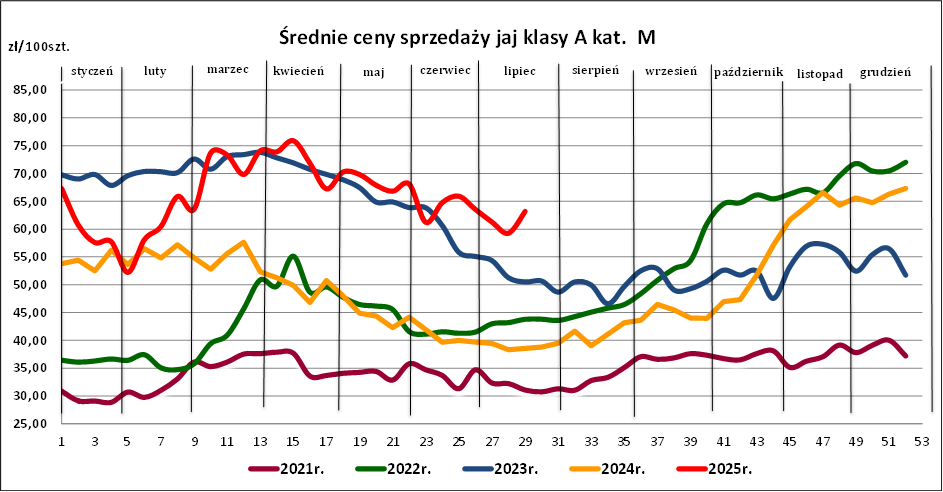 Średnie ceny sprzedaży jaj klasy A kat. M
zł/100szt.
styczeń luty marzec kwiecień maj czerwiec lipiec sierpień wrzesień październik listopad grudzień
85,00
80,00
75,00
70,00
65,00
60,00
55,00
50,00
45,00
40,00
35,00
30,00
25,00
1 3 5 7 9 11 13 15 17 19 21 23 25 27 29 31 33 35 37 39 41 43 45 47 49 51 53
2021r. 2022r. 2023r. 2024r. 2025r.